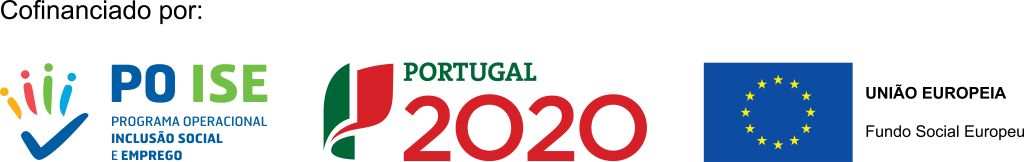 Cofinanciado por:
PO ISE
PROGRAMA OPERACIONAL
INCLUSÃO SOCIAL
E EMPREGO
PORTUGAL
2020
UNIÃO EUROPEIA
Fundo Social Europeu